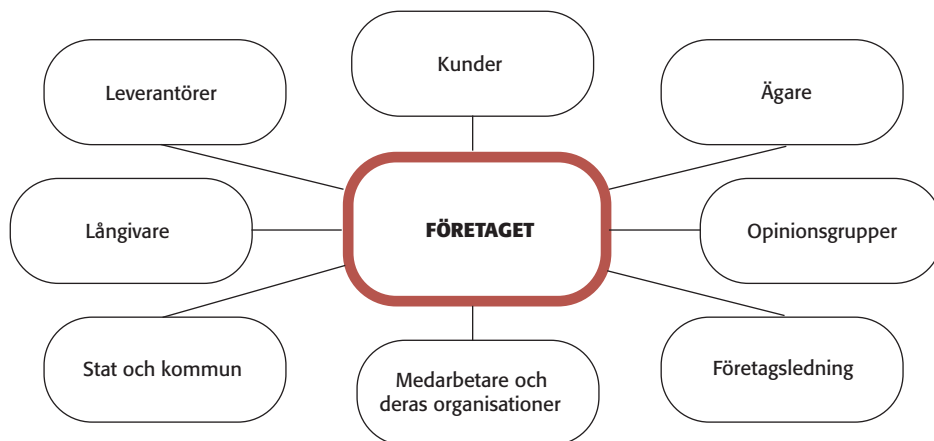 Kunder
Leverantörer
Ägare
Långivare
FÖRETAGET
Opinionsgrupper
Stat och kommun
Medarbetare och
deras organisationer
Företagsledning